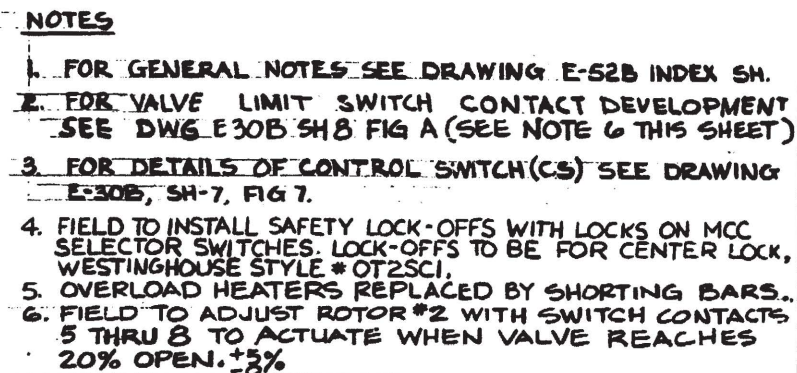 NOTES
1. FOR GENERAL NOTES SEE DRAWING E-52B INDEX SH.
2. FOR VALVE LIMIT SWITCH CONTACT DEVELOPMENT
SEE DWG E30B SH8 FIG A (SEE NOTE 6 THIS SHEET)
3. FOR DETAILS OF CONTROL SWITCH (CS) SEE DRAWING
E-30B, SH-7, FIG 7.
4. FIELD TO INSTALL SAFETY LOCK-OFFS WITH LOCKS ON MCC
SELECTOR SWITCHES. LOCK-OFFS TO BE FOR CENTER LOCK,
WESTINGHOUSE STYLE # OT2SC1.
5. OVERLOAD HEATERS REPLACED BY SHORTING BARS.
6. FIELD TO ADJUST ROTOR #2 WITH SWITCH CONTACTS
5 THRU 8 TO ACTUATE WHEN VALVE REACHES
20% OPEN. +5%